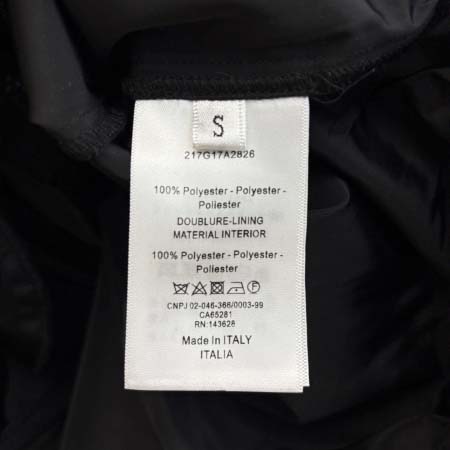 S
217G17A2826
100% Polyester - Polyester -
Poliester
DOUBLURE-LINING
MATERIAL INTERIOR
100% Polyester - Polyester -
Poliester
CNPJ 02-046-366/0003-99
CA65281
RN:143628
Made in ITALY
ITALIA